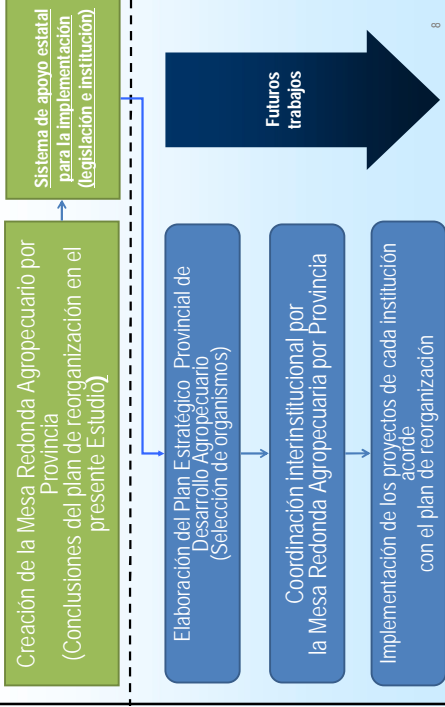 Creación de la Mesa Redonda Agropecuario por
Provincia
(Conclusiones del plan de reorganización en el
presente Estudio)
Sistema de apoyo estatal
para la implementación
(legislación e institución)
Elaboración del Plan Estratégico Provincial de
Desarrollo Agropecuario
(Selección de organismos)
Coordinación interinstitucional por
la Mesa Redonda Agropecuaria por Provincia
Implementación de los proyectos de cada institución
acorde
con el plan de reorganización
Futuros
trabajos
8